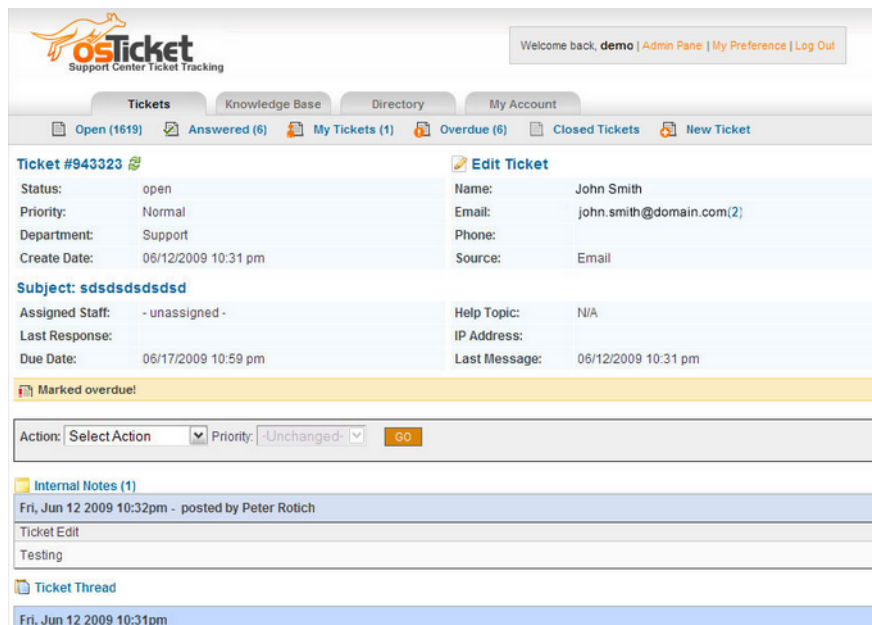 osTicket
Support Center Ticket Tracking
Welcome back, demo | Admin Panel | My Preference | Log Out
Tickets Knowledge Base Directory My Account
Open (1619) Answered (6) My Tickets (1) Overdue (6) Closed Tickets New Ticket
Ticket #943323 Edit Ticket
Status: open Name: John Smith
Priority: Normal Email: john.smith@domain.com(2)
Department: Support Phone:
Create Date: 06/12/2009 10:31 pm Source: Email
Subject: sdsdsdsdsdsd
Assigned Staff: - unassigned - Help Topic: N/A
Last Response: IP Address:
Due Date: 06/17/2009 10:59 pm Last Message: 06/12/2009 10:31 pm
Marked overdue!
Action: Select Action Priority: -Unchanged- GO
Internal Notes (1)
Fri, Jun 12 2009 10:32pm - posted by Peter Rotich
Ticket Edit
Testing
Ticket Thread
Fri, Jun 12 2009 10:31pm